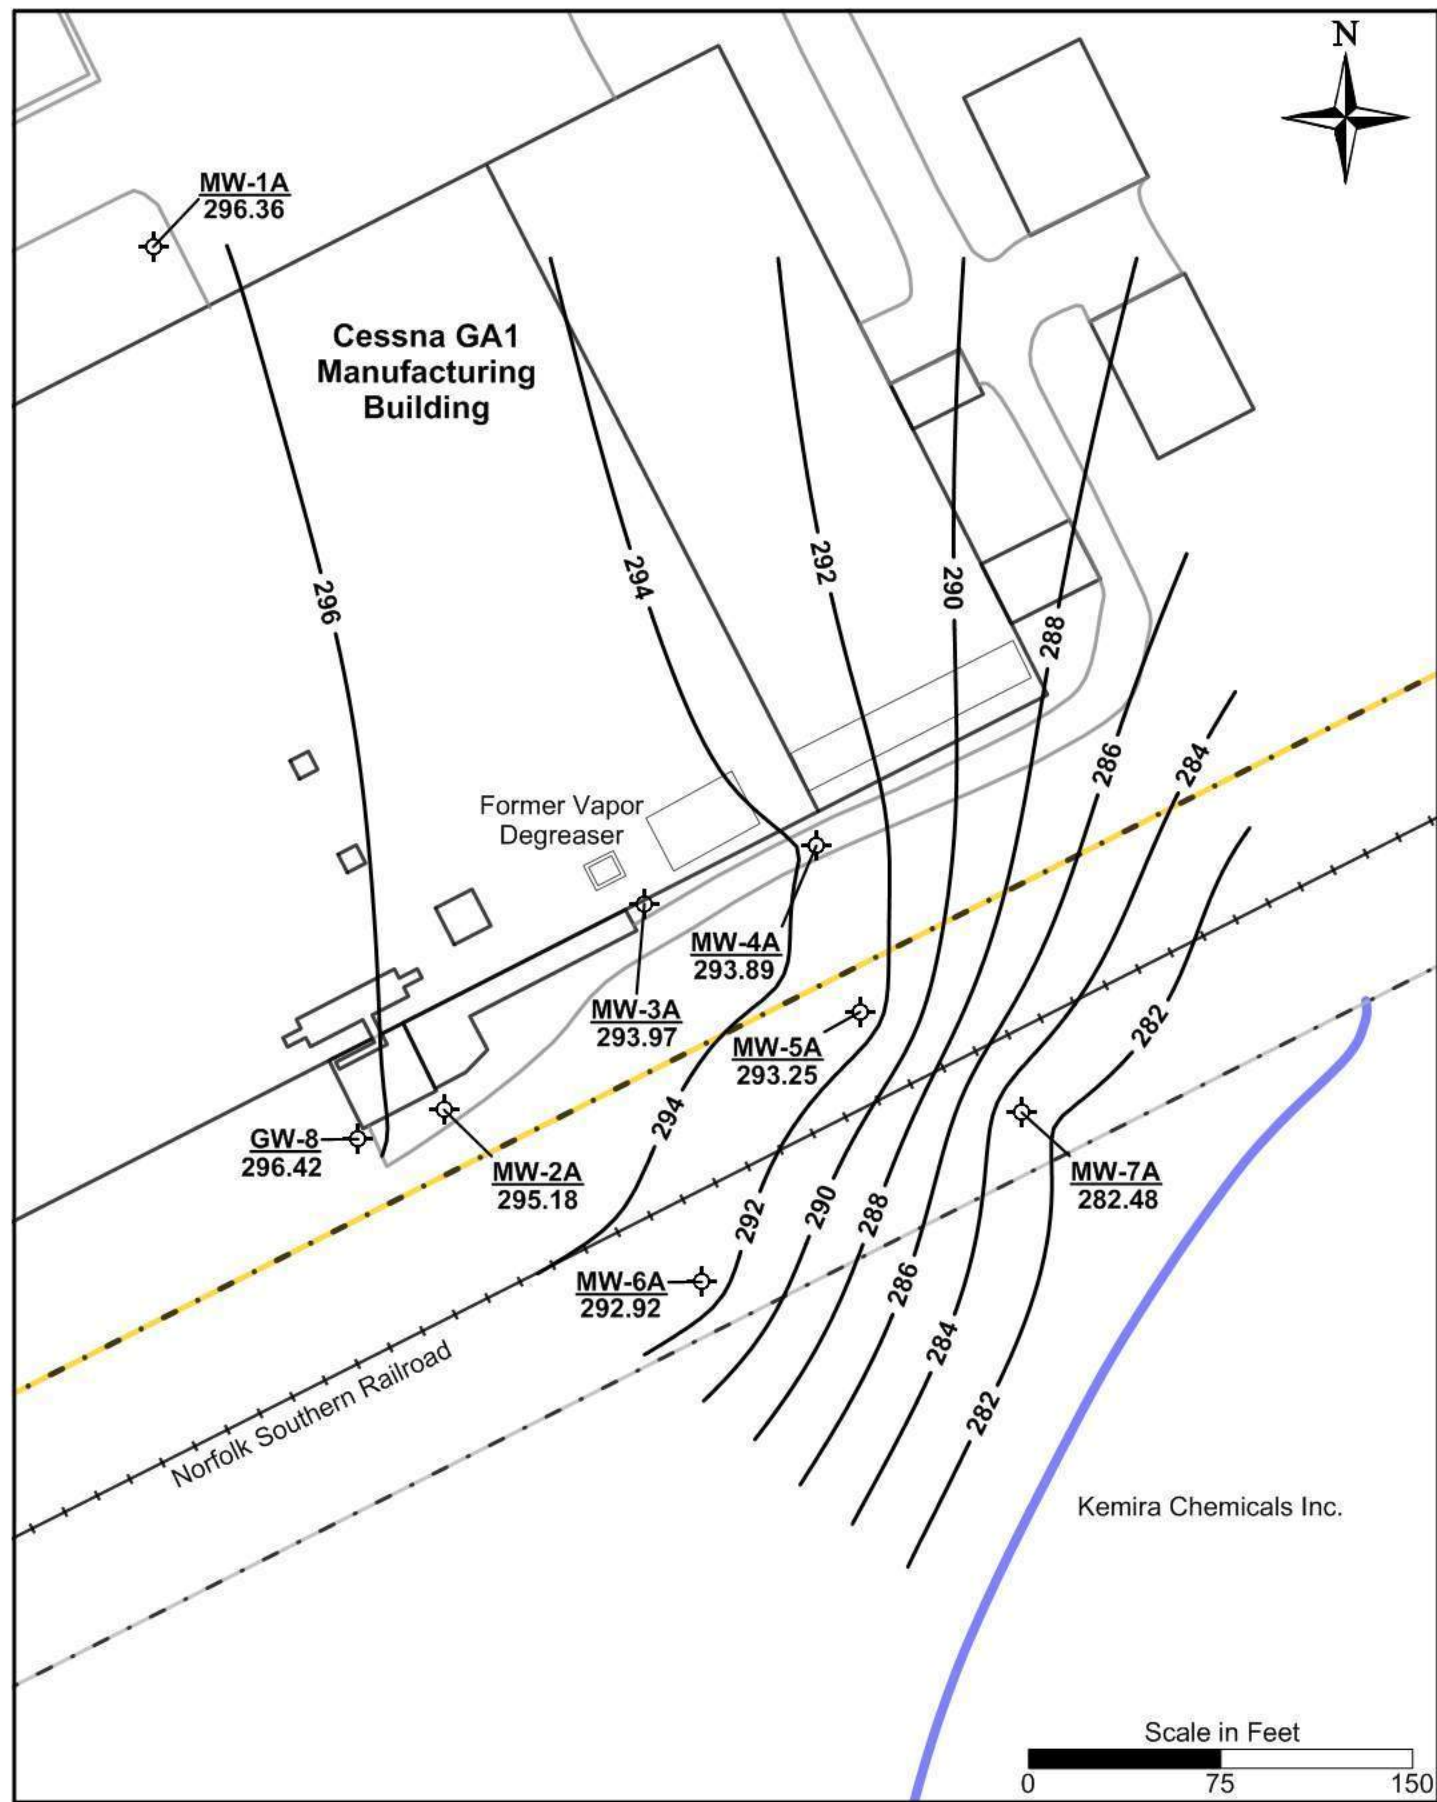 N
MW-1A
296.36
Cessna GA1
Manufacturing
Building
296
294
292
290
288
286
284
282
Former Vapor
Degreaser
MW-4A
293.89
MW-3A
293.97
MW-5A
293.25
GW-8
296.42
MW-2A
295.18
294
MW-7A
282.48
292
290
288
286
284
282
MW-6A
292.92
Norfolk Southern Railroad
Kemira Chemicals Inc.
Scale in Feet
0 75 150